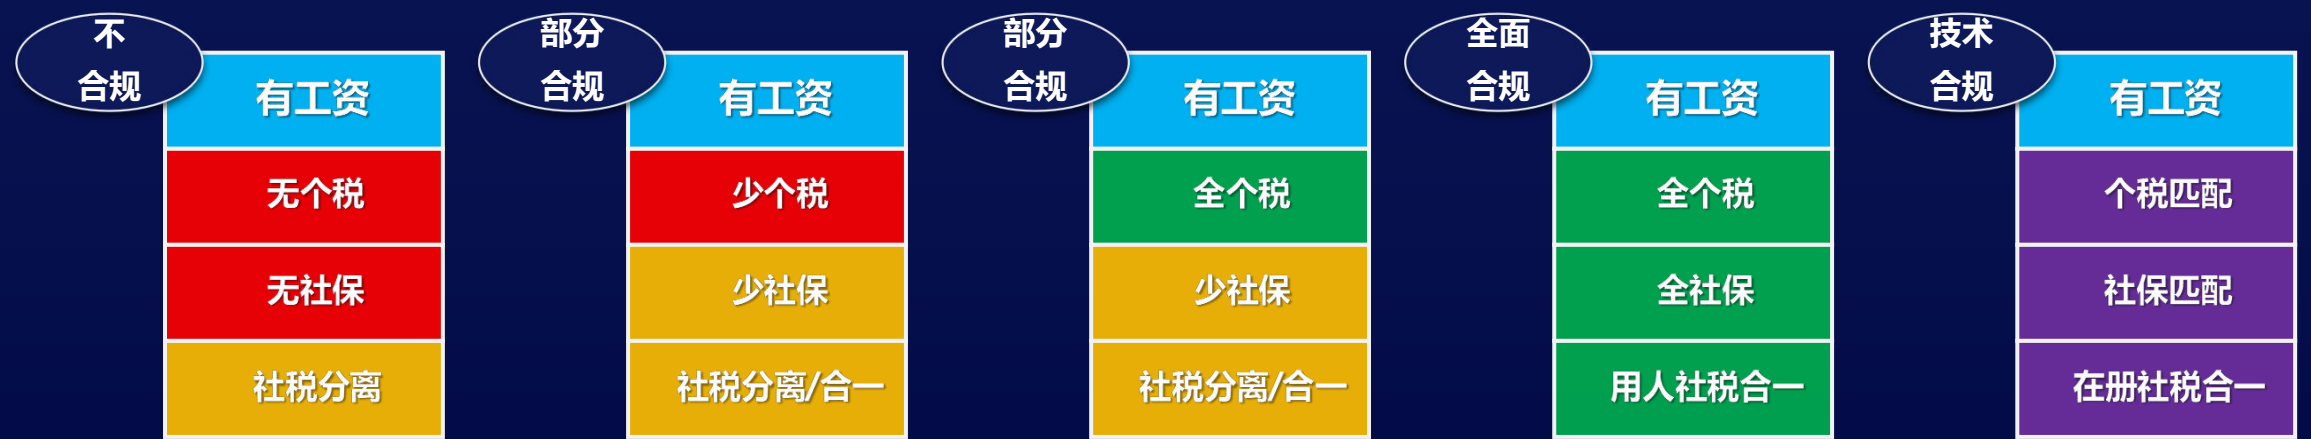 不
合规
有工资
无个税
无社保
社税分离
部分
合规
有工资
少个税
少社保
社税分离/合一
部分
合规
有工资
全个税
少社保
社税分离/合一
全面
合规
有工资
全个税
全社保
用人社税合一
技术
合规
有工资
个税匹配
社保匹配
在册社税合一